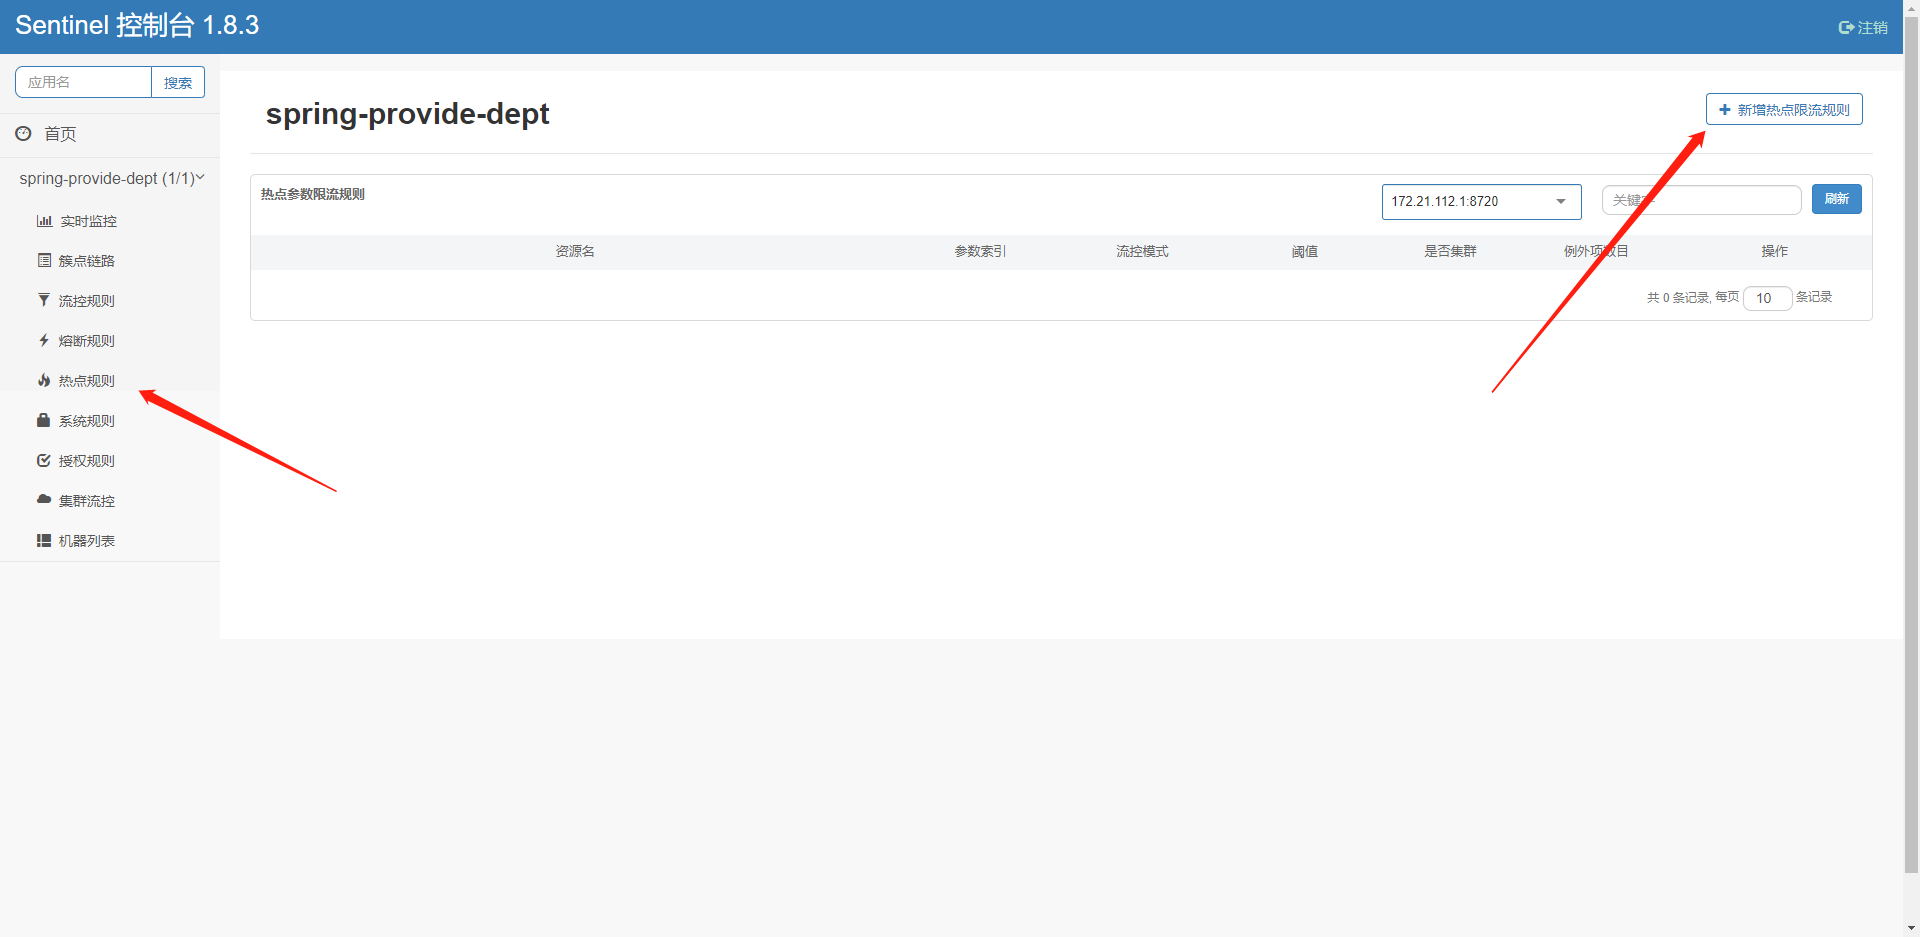 Sentinel 控制台 1.8.3
注销
应用名
搜索
首页
spring-provide-dept (1/1)
实时监控
簇点链路
流控规则
熔断规则
热点规则
系统规则
授权规则
集群流控
机器列表
spring-provide-dept
新增热点限流规则
热点参数限流规则
172.21.112.1:8720
关键字
刷新
资源名 参数索引 流控模式 阈值 是否集群 例外项数目 操作
共 0 条记录, 每页 10 条记录